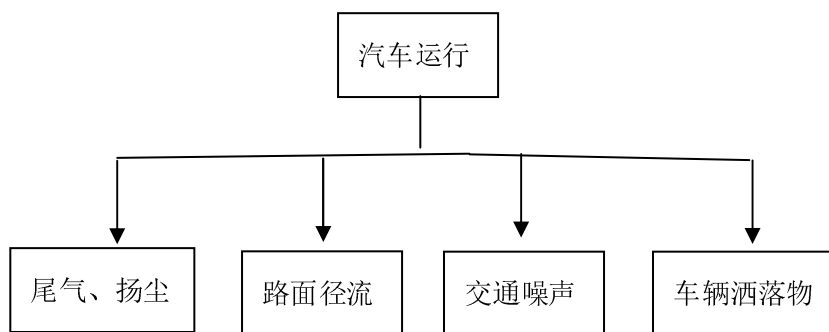 汽车运行
尾气、扬尘
路面径流
交通噪声
车辆洒落物